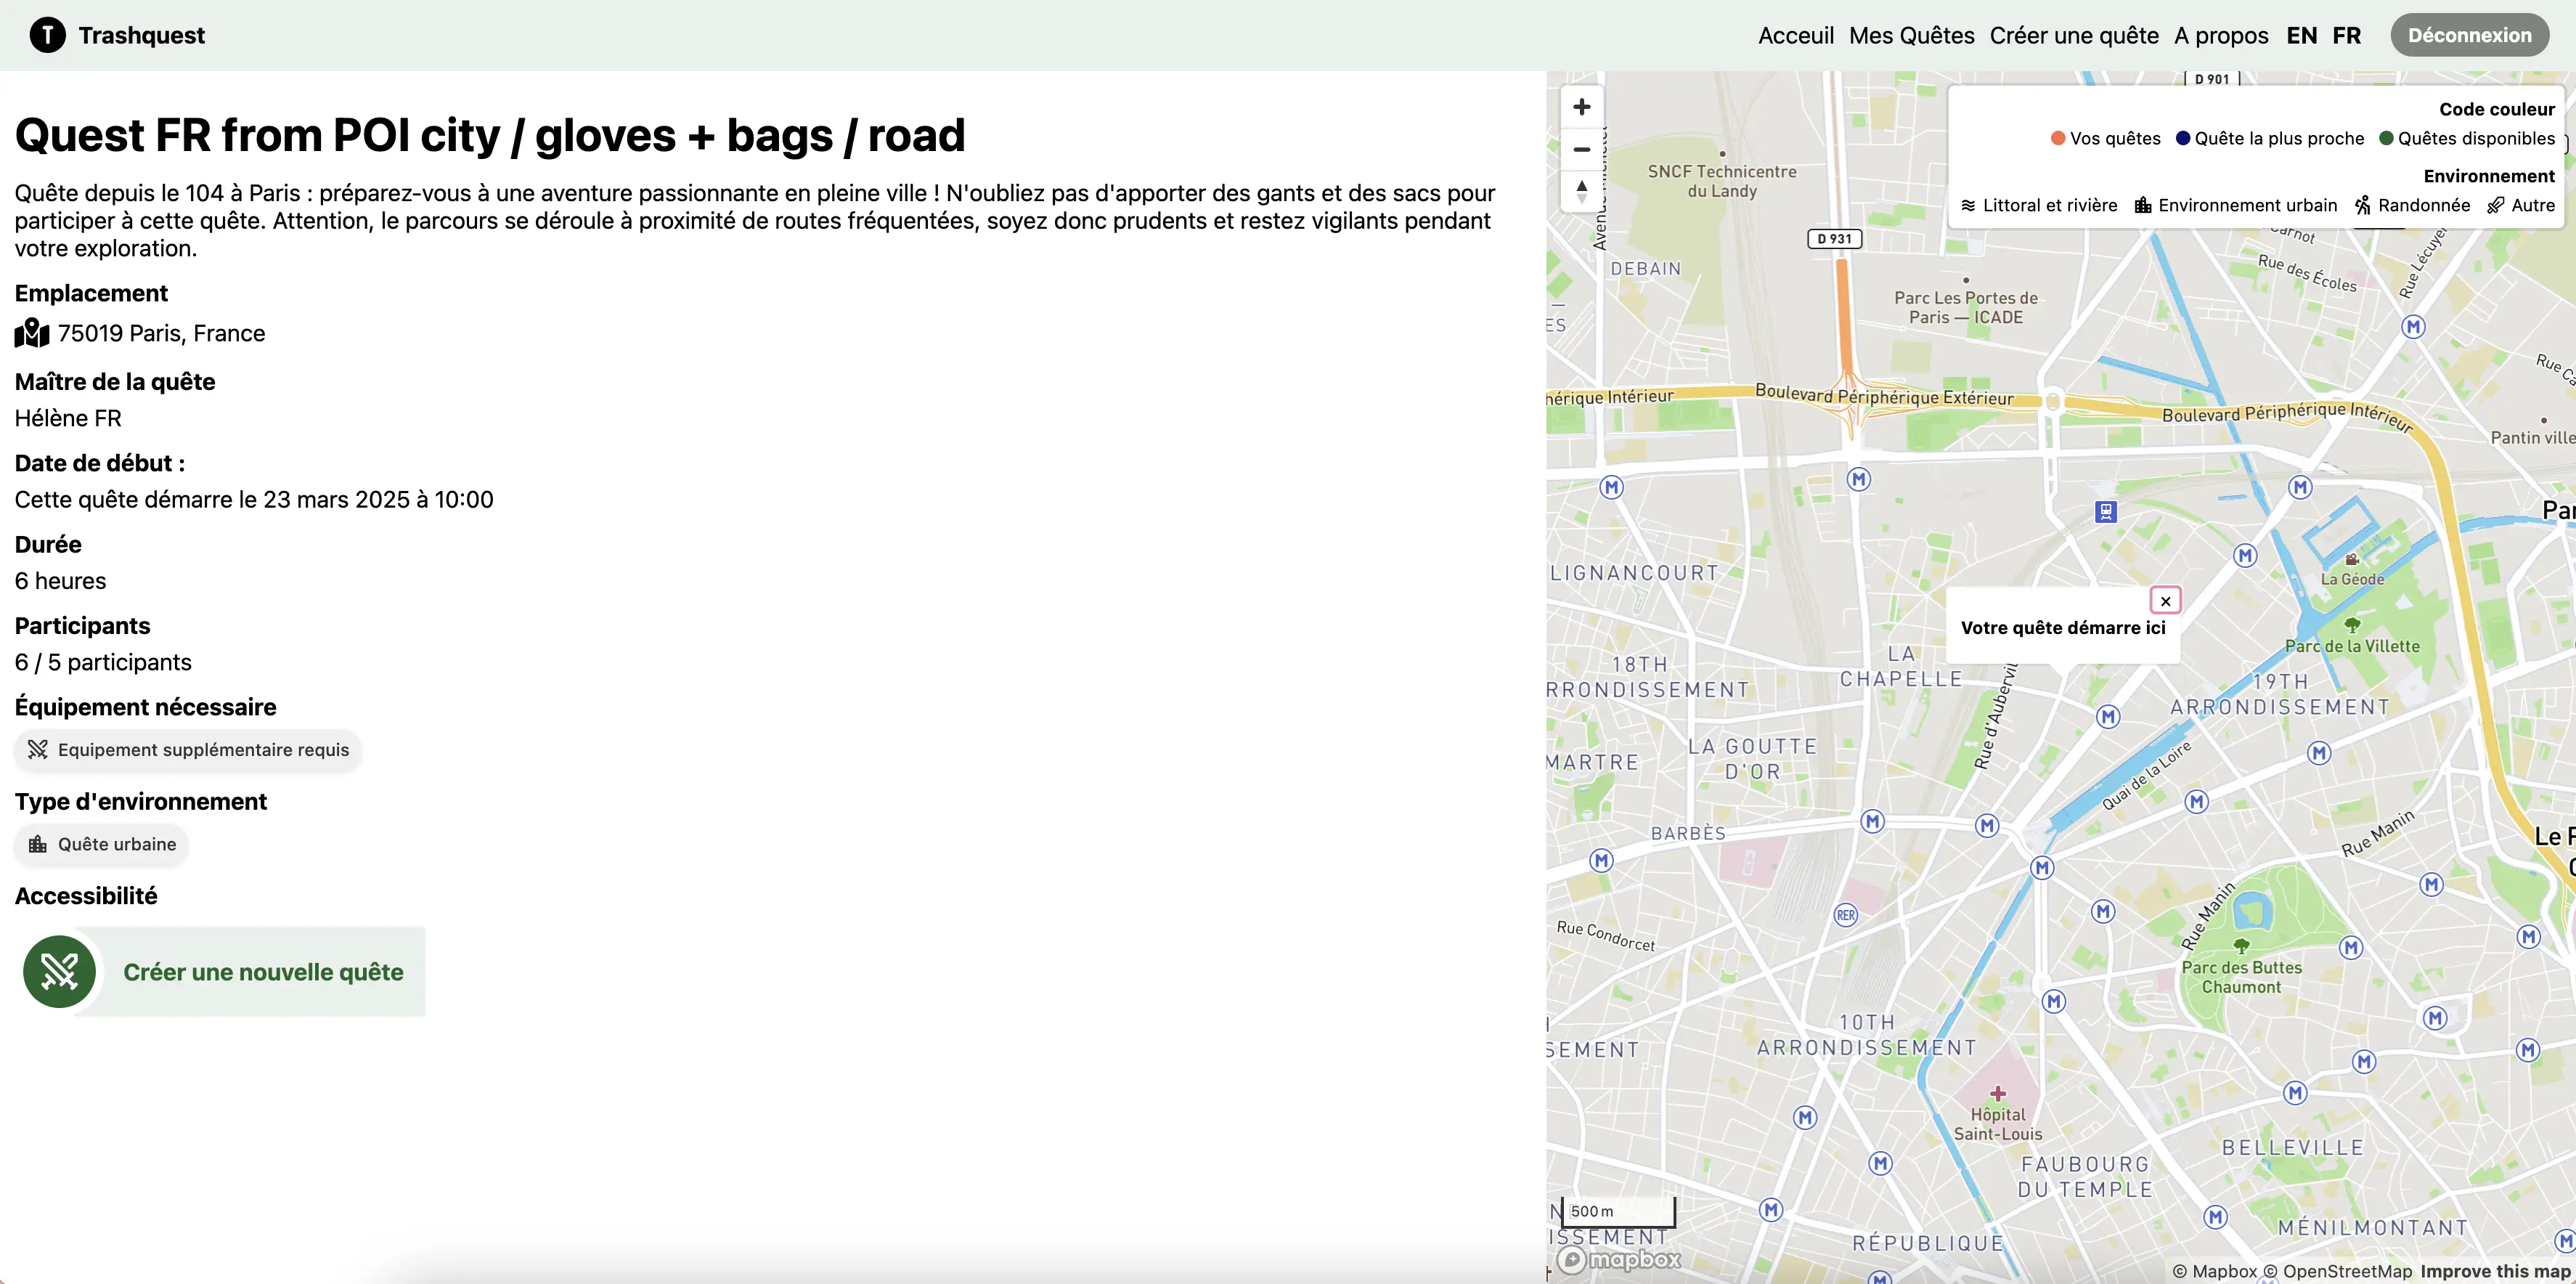 Trashquest
Acceuil Mes Quêtes Créer une quête A propos EN FR Déconnexion
Quest FR from POI city / gloves + bags / road
Quête depuis le 104 à Paris : préparez-vous à une aventure passionnante en pleine ville ! N'oubliez pas d'apporter des gants et des sacs pour
participer à cette quête. Attention, le parcours se déroule à proximité de routes fréquentées, soyez donc prudents et restez vigilants pendant
votre exploration.
Emplacement
75019 Paris, France
Maître de la quête
Hélène FR
Date de début :
Cette quête démarre le 23 mars 2025 à 10:00
Durée
6 heures
Participants
6 / 5 participants
Équipement nécessaire
Equipement supplémentaire requis
Type d'environnement
Quête urbaine
Accessibilité
Créer une nouvelle quête
D 901
Code couleur
Vos quêtes Quête la plus proche Quêtes disponibles
Environnement
Littoral et rivière Environnement urbain Randonnée Autre
SNCF Technicentre
du Landy
D 931
DEBAIN
Rue des Écoles
Rue Lécuyer
Parc Les Portes de
Paris — ICADE
Boulevard Périphérique Extérieur
Boulevard Périphérique Intérieur
Pantin ville
La Géode
Votre quête démarre ici
Parc de la Villette
LA
CHAPELLE
18TH
19TH
ARRONDISSEMENT
Rue d'Aubervil
LA GOUTTE
D'OR
Quai de la Loire
BARBÈS
Rue Manin
Rue Manin
RER
Rue Condorcet
Parc des Buttes
Chaumont
10TH
ARRONDISSEMENT
Hôpital
Saint-Louis
BELLEVILLE
FAUBOURG
DU TEMPLE
500 m
MÉNILMONTANT
RÉPUBLIQUE
mapbox
© Mapbox © OpenStreetMap Improve this map